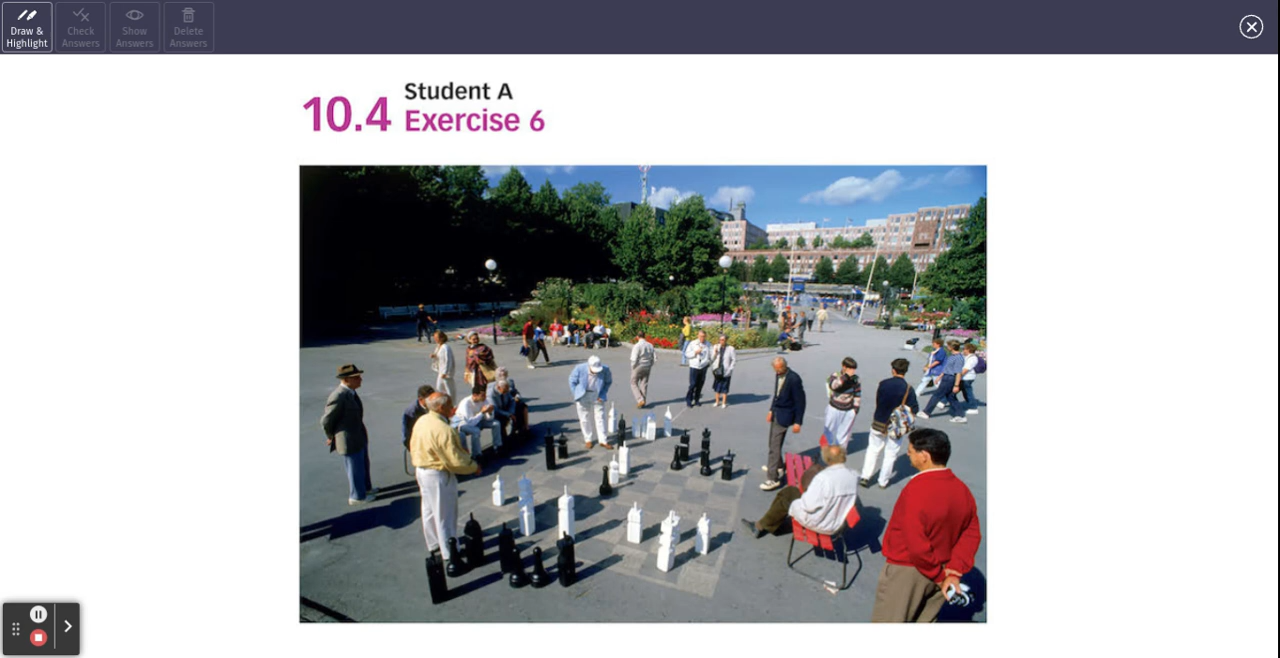 Draw &
Highlight
Check
Answers
Show
Answers
Delete
Answers
10.4
Student A
Exercise 6